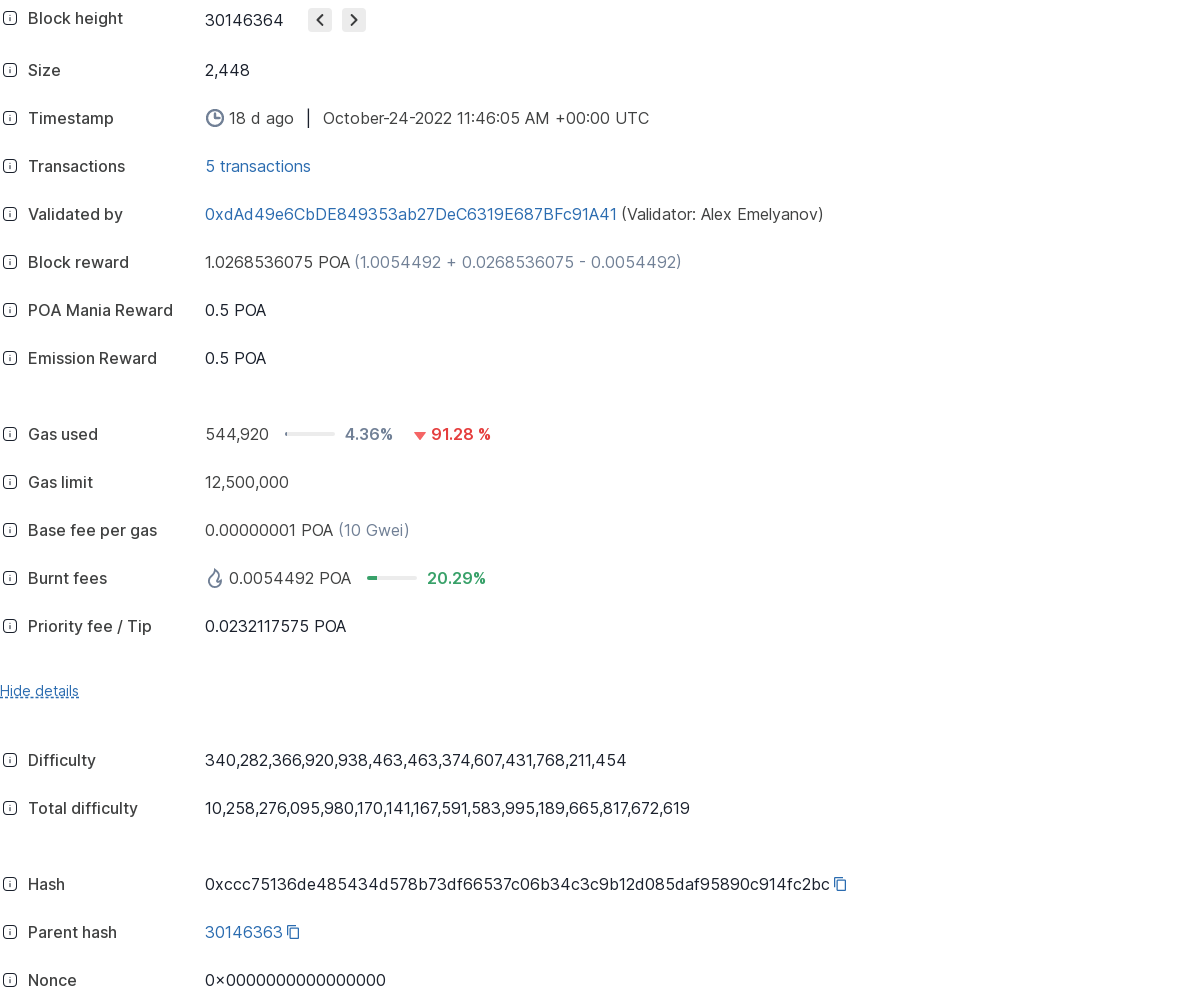 Block height 30146364
Size 2,448
Timestamp 18 d ago | October-24-2022 11:46:05 AM +00:00 UTC
Transactions 5 transactions
Validated by 0xdAd49e6CbDE849353ab27DeC6319E687BFc91A41 (Validator: Alex Emelyanov)
Block reward 1.0268536075 POA (1.0054492 + 0.0268536075 - 0.0054492)
POA Mania Reward 0.5 POA
Emission Reward 0.5 POA
Gas used 544,920 4.36% 91.28 %
Gas limit 12,500,000
Base fee per gas 0.00000001 POA (10 Gwei)
Burnt fees 0.0054492 POA 20.29%
Priority fee / Tip 0.0232117575 POA
Hide details
Difficulty 340,282,366,920,938,463,463,374,607,431,768,211,454
Total difficulty 10,258,276,095,980,170,141,167,591,583,995,189,665,817,672,619
Hash 0xccc75136de485434d578b73df66537c06b34c3c9b12d085daf95890c914fc2bc
Parent hash 30146363
Nonce 0x0000000000000000